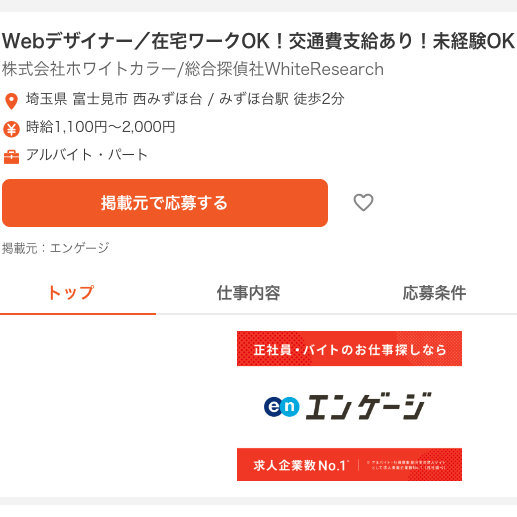 Webデザイナー／在宅ワークOK！交通費支給あり！未経験OK
株式会社ホワイトカラー/総合探偵社WhiteResearch
埼玉県 富士見市 西みずほ台 / みずほ台駅 徒歩2分
時給1,100円〜2,000円
アルバイト・パート
掲載元で応募する
掲載元：エンゲージ
トップ
仕事内容
応募条件
正社員・バイトのお仕事探しなら
en エンゲージ
求人企業数No.1